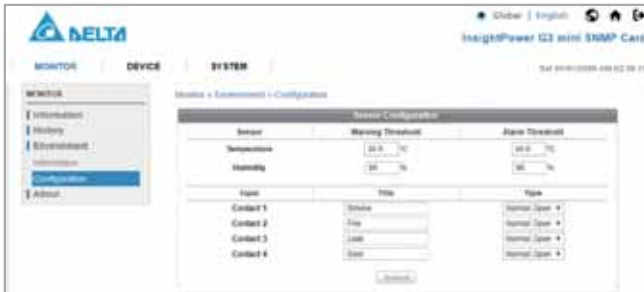 DELTA
Global | English
InsightPower G3 mini SNMP Card
MONITOR DEVICE SYSTEM
MONITOR
Monitor » Environment » Configuration
Information
History
Environment
Information
Configuration
About
Sensor Configuration
Sensor Warning Threshold Alarm Threshold
Temperature °C °C
Humidity % %
Input Title Type
Contact 1 Smoke Normal Open
Contact 2 Fire Normal Open
Contact 3 Leak Normal Open
Contact 4 Door Normal Open